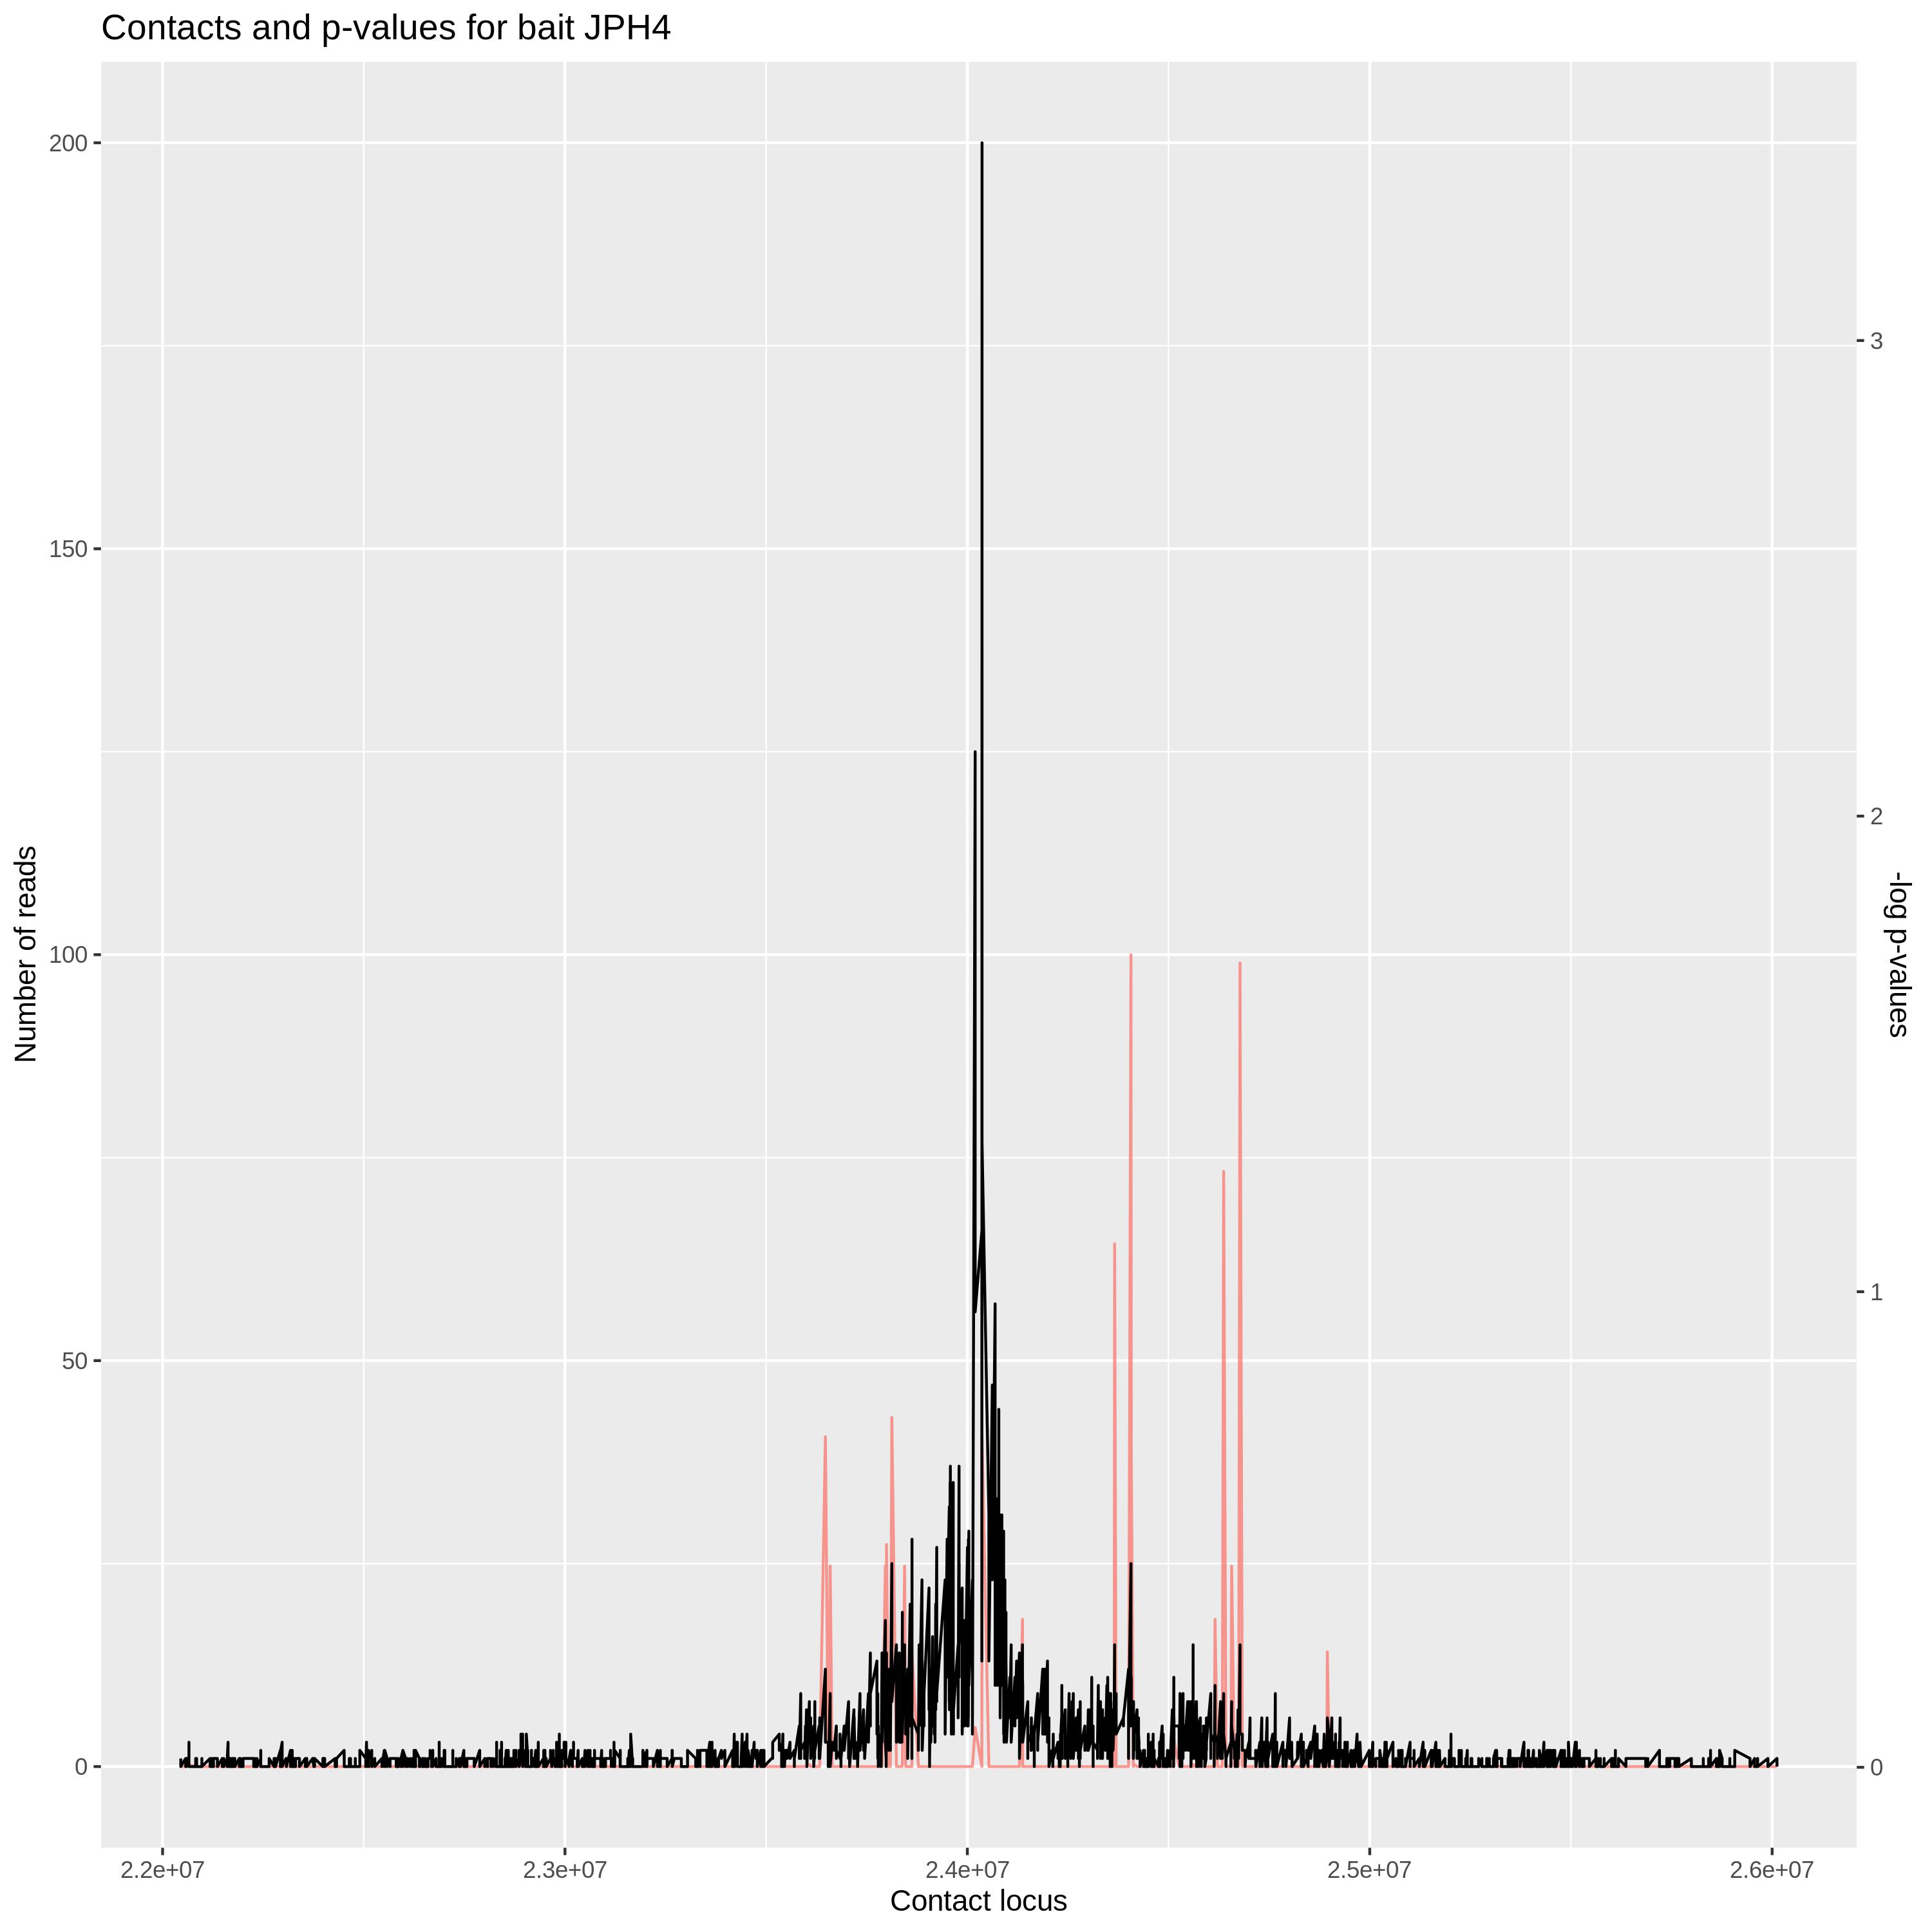 Contacts and p-values for bait JPH4
200
150
100
50
0
Number of reads
3
2
1
0
-log p-values
2.2e+07
2.3e+07
2.4e+07
2.5e+07
2.6e+07
Contact locus